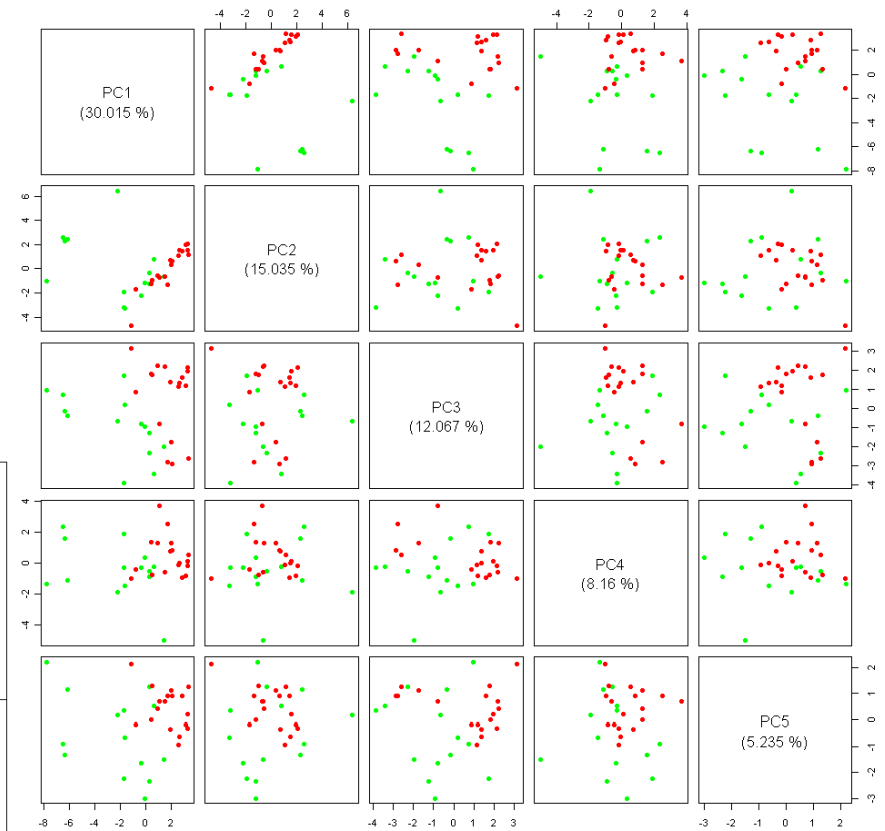 -4 -2 0 2 4 6
-4 -2 0 2 4
PC1
(30.015 %)
-8 -6 -4 -2 0 2
-4 -2 0 2 4 6
PC2
(15.035 %)
PC3
(12.067 %)
-4 -3 -2 -1 0 1 2 3
-4 -2 0 2 4
PC4
(8.16 %)
PC5
(5.235 %)
-3 -2 -1 0 1 2
-8 -6 -4 -2 0 2
-4 -3 -2 -1 0 1 2 3
-3 -2 -1 0 1 2